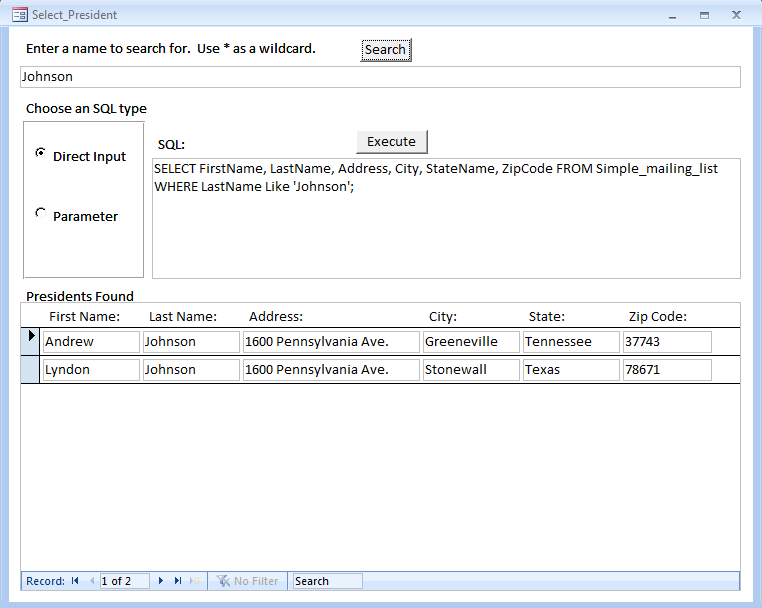 Select_President
Enter a name to search for.  Use * as a wildcard.
Search
Johnson
Choose an SQL type
Direct Input
Parameter
SQL:
Execute
SELECT FirstName, LastName, Address, City, StateName, ZipCode FROM Simple_mailing_list
WHERE LastName Like 'Johnson';
Presidents Found
First Name: Last Name: Address: City: State: Zip Code:
Andrew Johnson 1600 Pennsylvania Ave. Greeneville Tennessee 37743
Lyndon Johnson 1600 Pennsylvania Ave. Stonewall Texas 78671
Record: 1 of 2 No Filter Search